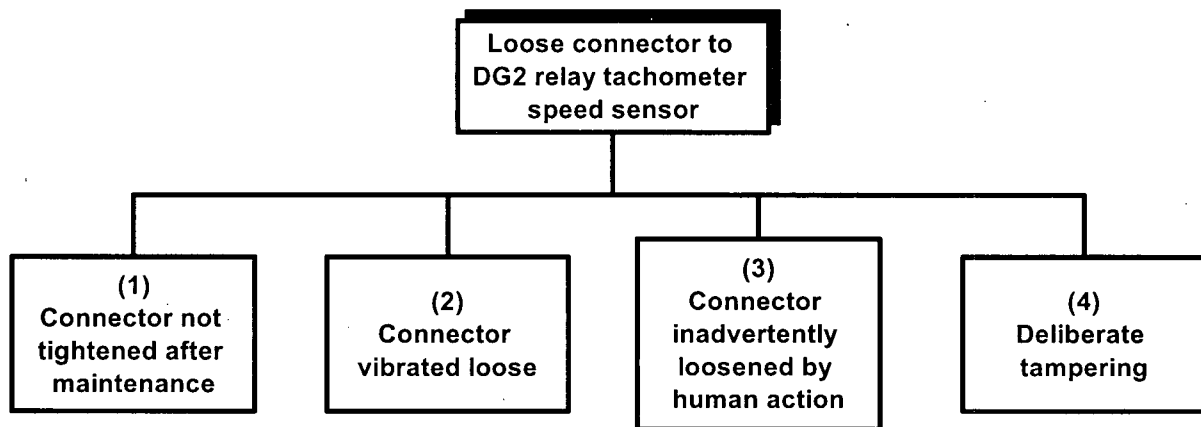 Loose connector to
DG2 relay tachometer
speed sensor
(1)
Connector not
tightened after
maintenance
(2)
Connector
vibrated loose
(3)
Connector
inadvertently
loosened by
human action
(4)
Deliberate
tampering